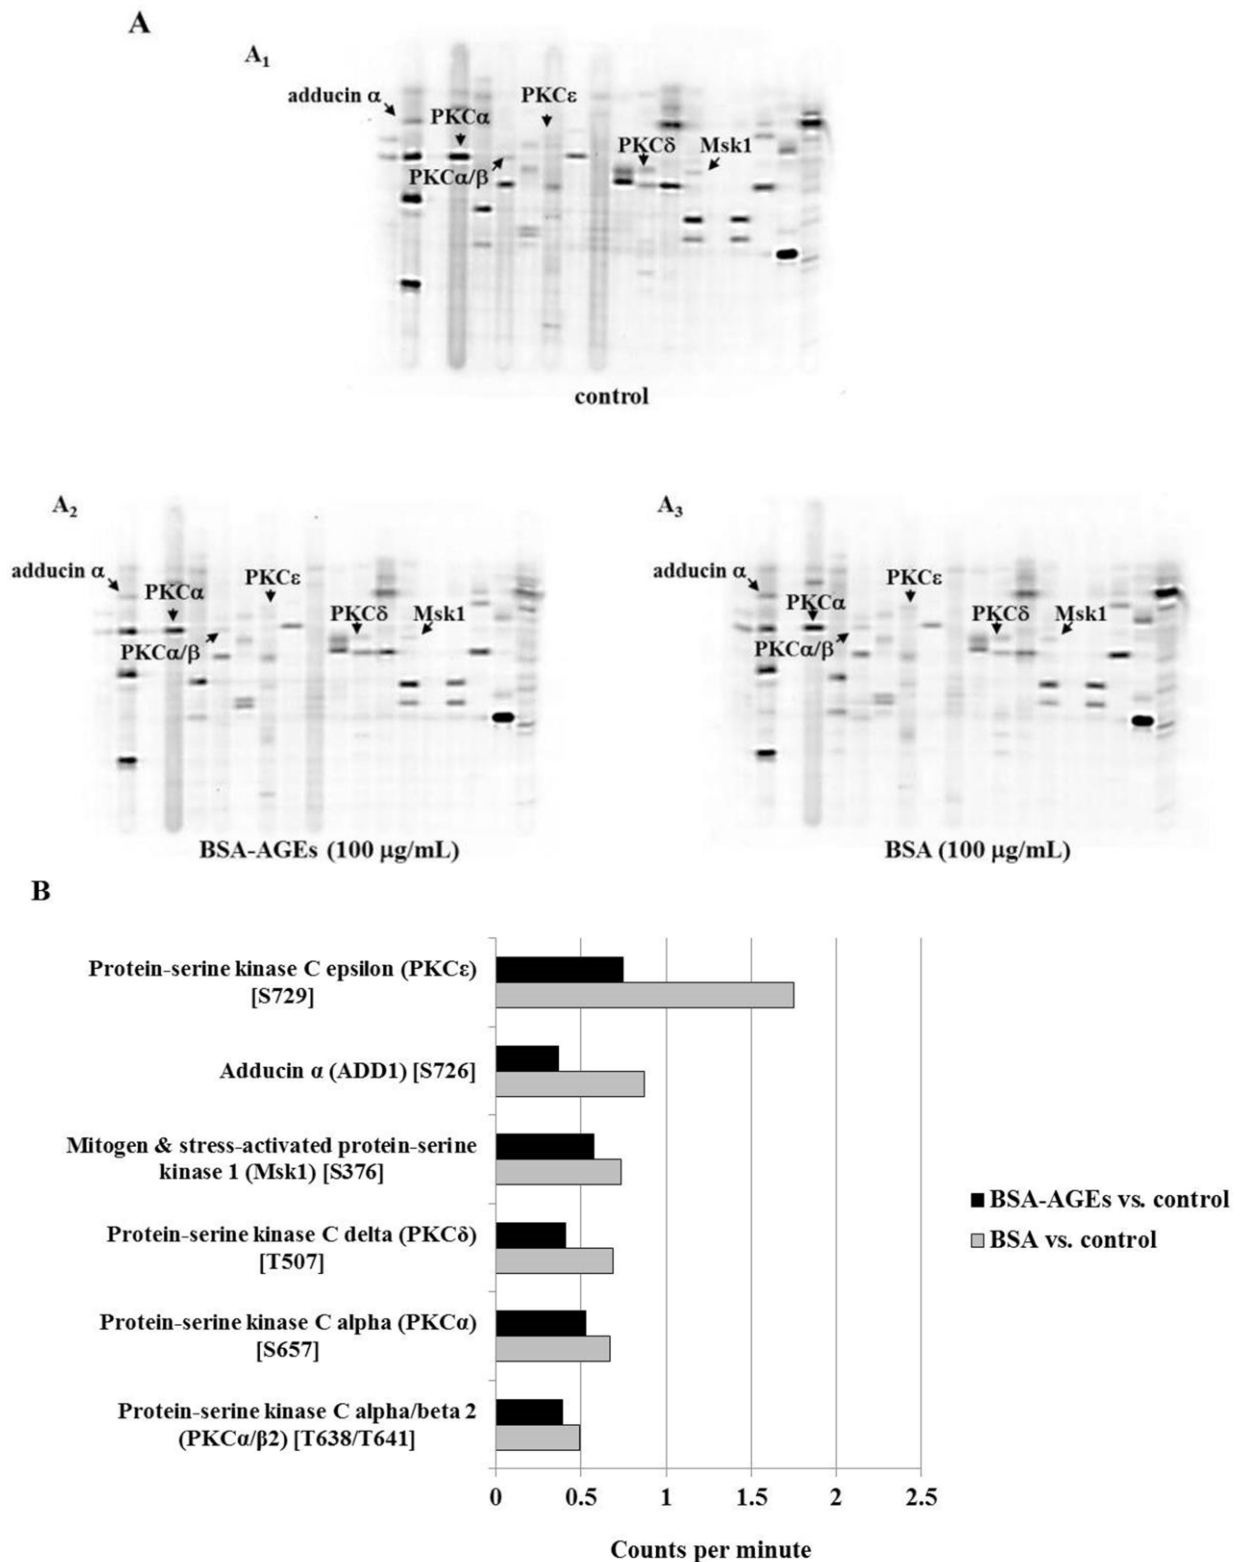 A
A₁
adducin α
PKCα
PKCε
PKCα/β
PKCδ
Msk1
control
A₂
adducin α
PKCα
PKCε
PKCα/β
PKCδ
Msk1
BSA-AGEs (100 μg/mL)
A₃
adducin α
PKCα
PKCε
PKCα/β
PKCδ
Msk1
BSA (100 μg/mL)
B
Protein-serine kinase C epsilon (PKCε)
[S729]
Adducin α (ADD1) [S726]
Mitogen & stress-activated protein-serine
kinase 1 (Msk1) [S376]
Protein-serine kinase C delta (PKCδ)
[T507]
Protein-serine kinase C alpha (PKCα)
[S657]
Protein-serine kinase C alpha/beta 2
(PKCα/β2) [T638/T641]
BSA-AGEs vs. control
BSA vs. control
0 0.5 1 1.5 2 2.5
Counts per minute